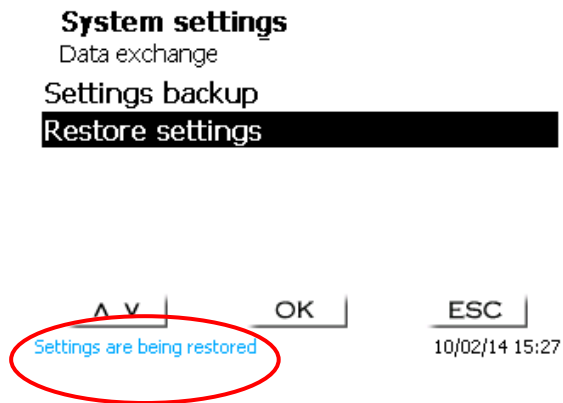 System settings
Data exchange
Settings backup
Restore settings
Λ V OK ESC
Settings are being restored 10/02/14 15:27